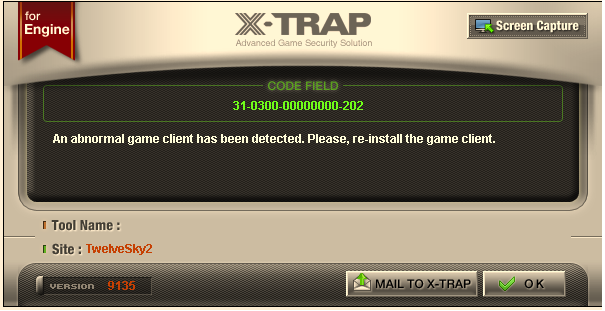 for
Engine
X-TRAP
Advanced Game Security Solution
Screen Capture
CODE FIELD
31-0300-00000000-202
An abnormal game client has been detected. Please, re-install the game client.
Tool Name :
Site : TwelveSky2
VERSION 9135
MAIL TO X-TRAP
OK